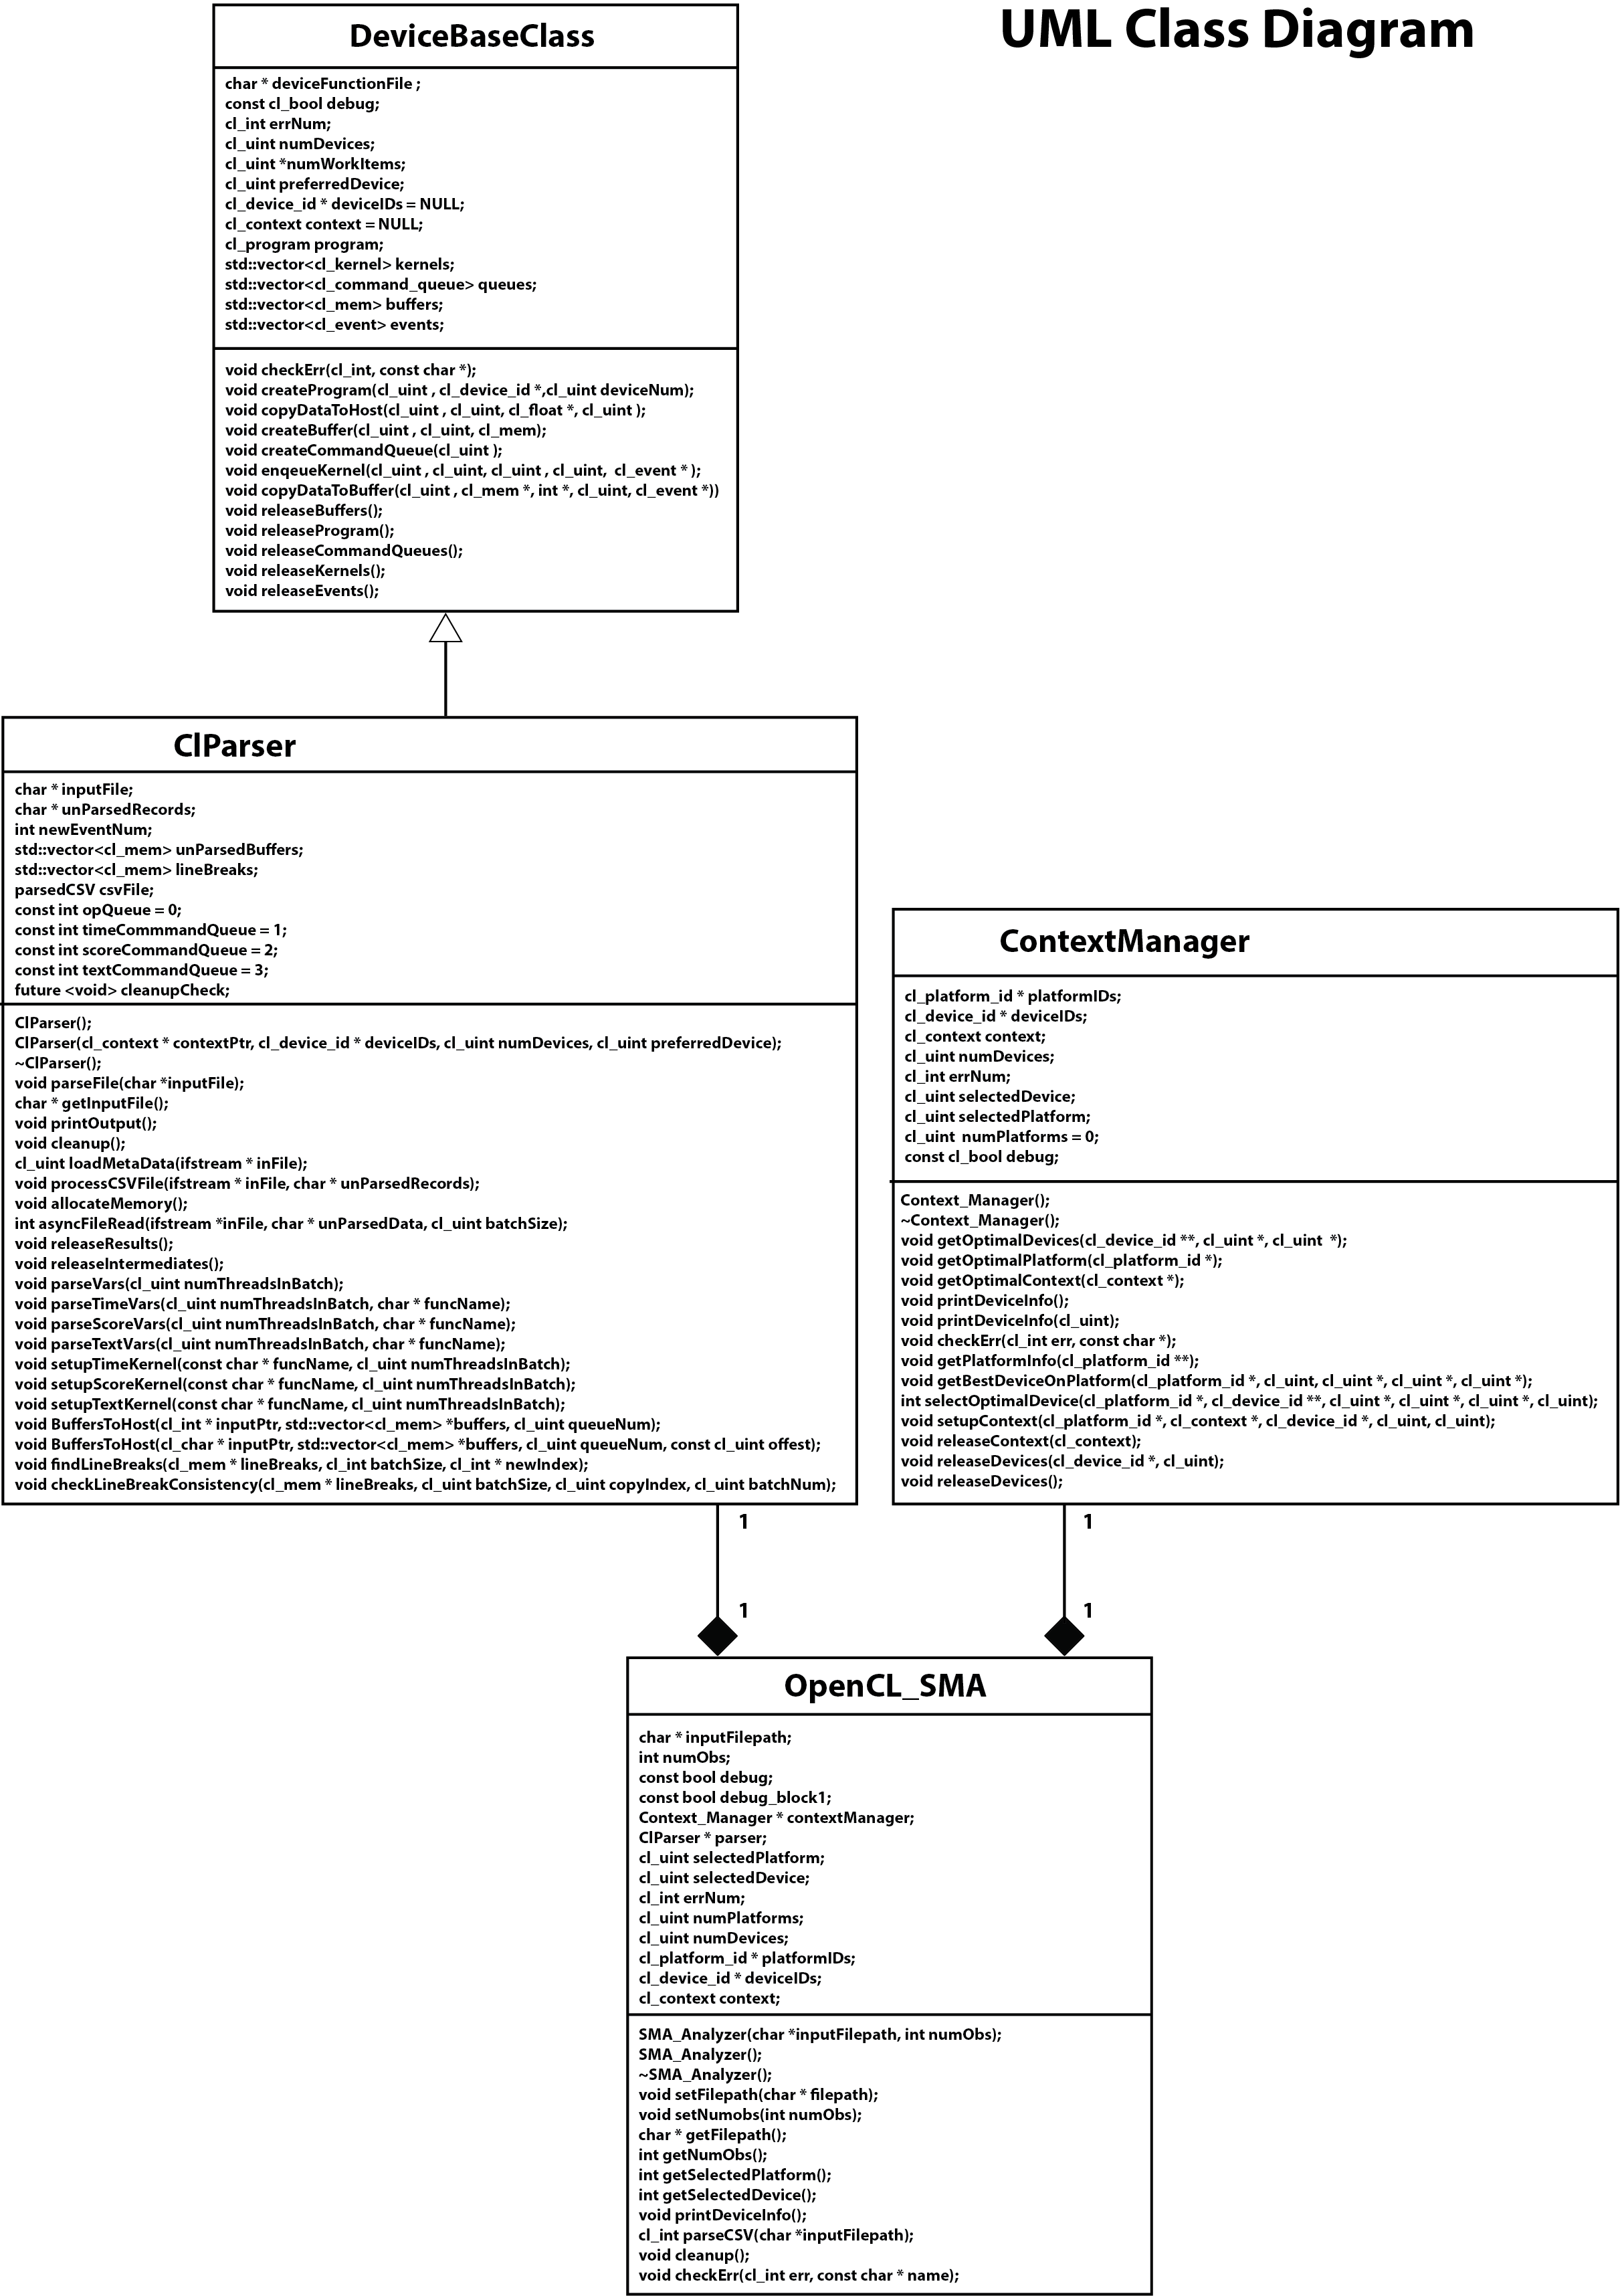 UML Class Diagram
DeviceBaseClass
char * deviceFunctionFile ;
const cl_bool debug;
cl_int errNum;
cl_uint numDevices;
cl_uint *numWorkItems;
cl_uint preferredDevice;
cl_device_id * deviceIDs = NULL;
cl_context context = NULL;
cl_program program;
std::vector<cl_kernel> kernels;
std::vector<cl_command_queue> queues;
std::vector<cl_mem> buffers;
std::vector<cl_event> events;
void checkErr(cl_int, const char *);
void createProgram(cl_uint , cl_device_id *,cl_uint deviceNum);
void copyDataToHost(cl_uint , cl_uint, cl_float *, cl_uint );
void createBuffer(cl_uint , cl_uint, cl_mem);
void createCommandQueue(cl_uint );
void enqeueKernel(cl_uint , cl_uint, cl_uint , cl_uint,  cl_event * );
void copyDataToBuffer(cl_uint , cl_mem *, int *, cl_uint, cl_event *))
void releaseBuffers();
void releaseProgram();
void releaseCommandQueues();
void releaseKernels();
void releaseEvents();
ClParser
char * inputFile;
char * unParsedRecords;
int newEventNum;
std::vector<cl_mem> unParsedBuffers;
std::vector<cl_mem> lineBreaks;
parsedCSV csvFile;
const int opQueue = 0;
const int timeCommmandQueue = 1;
const int scoreCommandQueue = 2;
const int textCommandQueue = 3;
future <void> cleanupCheck;
ClParser();
ClParser(cl_context * contextPtr, cl_device_id * deviceIDs, cl_uint numDevices, cl_uint preferredDevice);
~ClParser();
void parseFile(char *inputFile);
char * getInputFile();
void printOutput();
void cleanup();
cl_uint loadMetaData(ifstream * inFile);
void processCSVFile(ifstream * inFile, char * unParsedRecords);
void allocateMemory();
int asyncFileRead(ifstream *inFile, char * unParsedData, cl_uint batchSize);
void releaseResults();
void releaseIntermediates();
void parseVars(cl_uint numThreadsInBatch);
void parseTimeVars(cl_uint numThreadsInBatch, char * funcName);
void parseScoreVars(cl_uint numThreadsInBatch, char * funcName);
void parseTextVars(cl_uint numThreadsInBatch, char * funcName);
void setupTimeKernel(const char * funcName, cl_uint numThreadsInBatch);
void setupScoreKernel(const char * funcName, cl_uint numThreadsInBatch);
void setupTextKernel(const char * funcName, cl_uint numThreadsInBatch);
void BuffersToHost(cl_int * inputPtr, std::vector<cl_mem> *buffers, cl_uint queueNum);
void BuffersToHost(cl_char * inputPtr, std::vector<cl_mem> *buffers, cl_uint queueNum, const cl_uint offest);
void findLineBreaks(cl_mem * lineBreaks, cl_int batchSize, cl_int * newIndex);
void checkLineBreakConsistency(cl_mem * lineBreaks, cl_uint batchSize, cl_uint copyIndex, cl_uint batchNum);
ContextManager
cl_platform_id * platformIDs;
cl_device_id * deviceIDs;
cl_context context;
cl_uint numDevices;
cl_int errNum;
cl_uint selectedDevice;
cl_uint selectedPlatform;
cl_uint  numPlatforms = 0;
const cl_bool debug;
Context_Manager();
~Context_Manager();
void getOptimalDevices(cl_device_id **, cl_uint *, cl_uint  *);
void getOptimalPlatform(cl_platform_id *);
void getOptimalContext(cl_context *);
void printDeviceInfo();
void printDeviceInfo(cl_uint);
void checkErr(cl_int err, const char *);
void getPlatformInfo(cl_platform_id **);
void getBestDeviceOnPlatform(cl_platform_id *, cl_uint, cl_uint *, cl_uint *, cl_uint *);
int selectOptimalDevice(cl_platform_id *, cl_device_id **, cl_uint *, cl_uint *, cl_uint *, cl_uint);
void setupContext(cl_platform_id *, cl_context *, cl_device_id *, cl_uint, cl_uint);
void releaseContext(cl_context);
void releaseDevices(cl_device_id *, cl_uint);
void releaseDevices();
1
1
1
1
OpenCL_SMA
char * inputFilepath;
int numObs;
const bool debug;
const bool debug_block1;
Context_Manager * contextManager;
ClParser * parser;
cl_uint selectedPlatform;
cl_uint selectedDevice;
cl_int errNum;
cl_uint numPlatforms;
cl_uint numDevices;
cl_platform_id * platformIDs;
cl_device_id * deviceIDs;
cl_context context;
SMA_Analyzer(char *inputFilepath, int numObs);
SMA_Analyzer();
~SMA_Analyzer();
void setFilepath(char * filepath);
void setNumobs(int numObs);
char * getFilepath();
int getNumObs();
int getSelectedPlatform();
int getSelectedDevice();
void printDeviceInfo();
cl_int parseCSV(char *inputFilepath);
void cleanup();
void checkErr(cl_int err, const char * name);